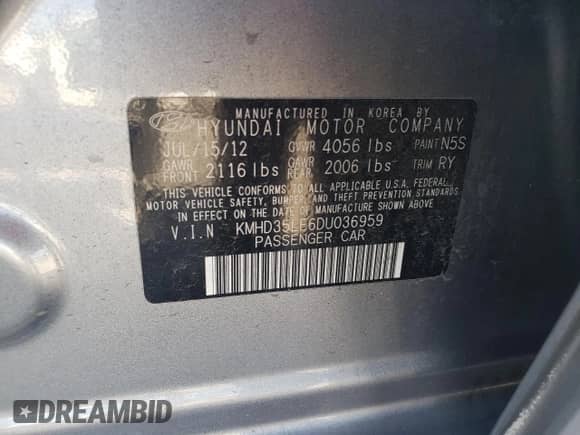 MANUFACTURED IN KOREA BY
HYUNDAI MOTOR COMPANY
JUL/15/12 GVWR 4056 lbs PAINT N5S
GAWR FRONT 2116 lbs GAWR REAR 2006 lbs TRIM RY
THIS VEHICLE CONFORMS TO ALL APPLICABLE U.S.A. FEDERAL
MOTOR VEHICLE SAFETY, BUMPER, AND THEFT PREVENTION STANDARDS
IN EFFECT ON THE DATE OF MANUFACTURE SHOWN ABOVE.
V.I.N KMHD35LE6DU036959
PASSENGER CAR
DREAMBID